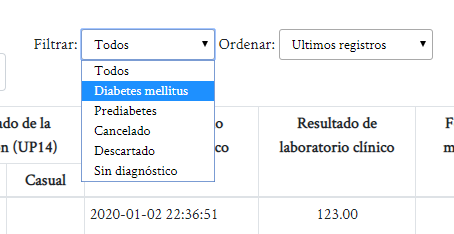 Filtrar: Todos Ordenar: Ultimos registros
Todos
Diabetes mellitus
Prediabetes
Cancelado
Descartado
Sin diagnóstico
do de la
n (UP14)
o
co
Resultado de
laboratorio clínico
F
m
Casual
2020-01-02 22:36:51 123.00